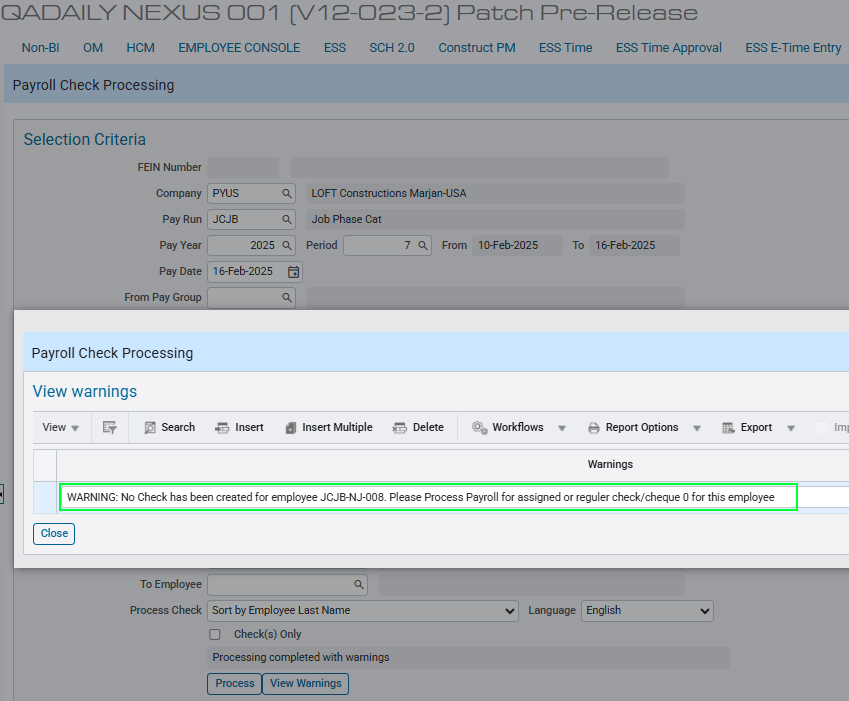 QADAILY NEXUS 001 (V12-023-2) Patch Pre-Release
Non-BI OM HCM EMPLOYEE CONSOLE ESS SCH 2.0 Construct PM ESS Time ESS Time Approval ESS E-Time Entry
Payroll Check Processing
Selection Criteria
FEIN Number
Company PYUS LOFT Constructions Marjan-USA
Pay Run JCJB Job Phase Cat
Pay Year 2025 Period 7 From 10-Feb-2025 To 16-Feb-2025
Pay Date 16-Feb-2025
From Pay Group
Payroll Check Processing
View warnings
View Search Insert Insert Multiple Delete Workflows Report Options Export Imp
Warnings
WARNING: No Check has been created for employee JCJB-NJ-008. Please Process Payroll for assigned or reguler check/cheque 0 for this employee
Close
To Employee
Process Check Sort by Employee Last Name Language English
Check(s) Only
Processing completed with warnings
Process View Warnings